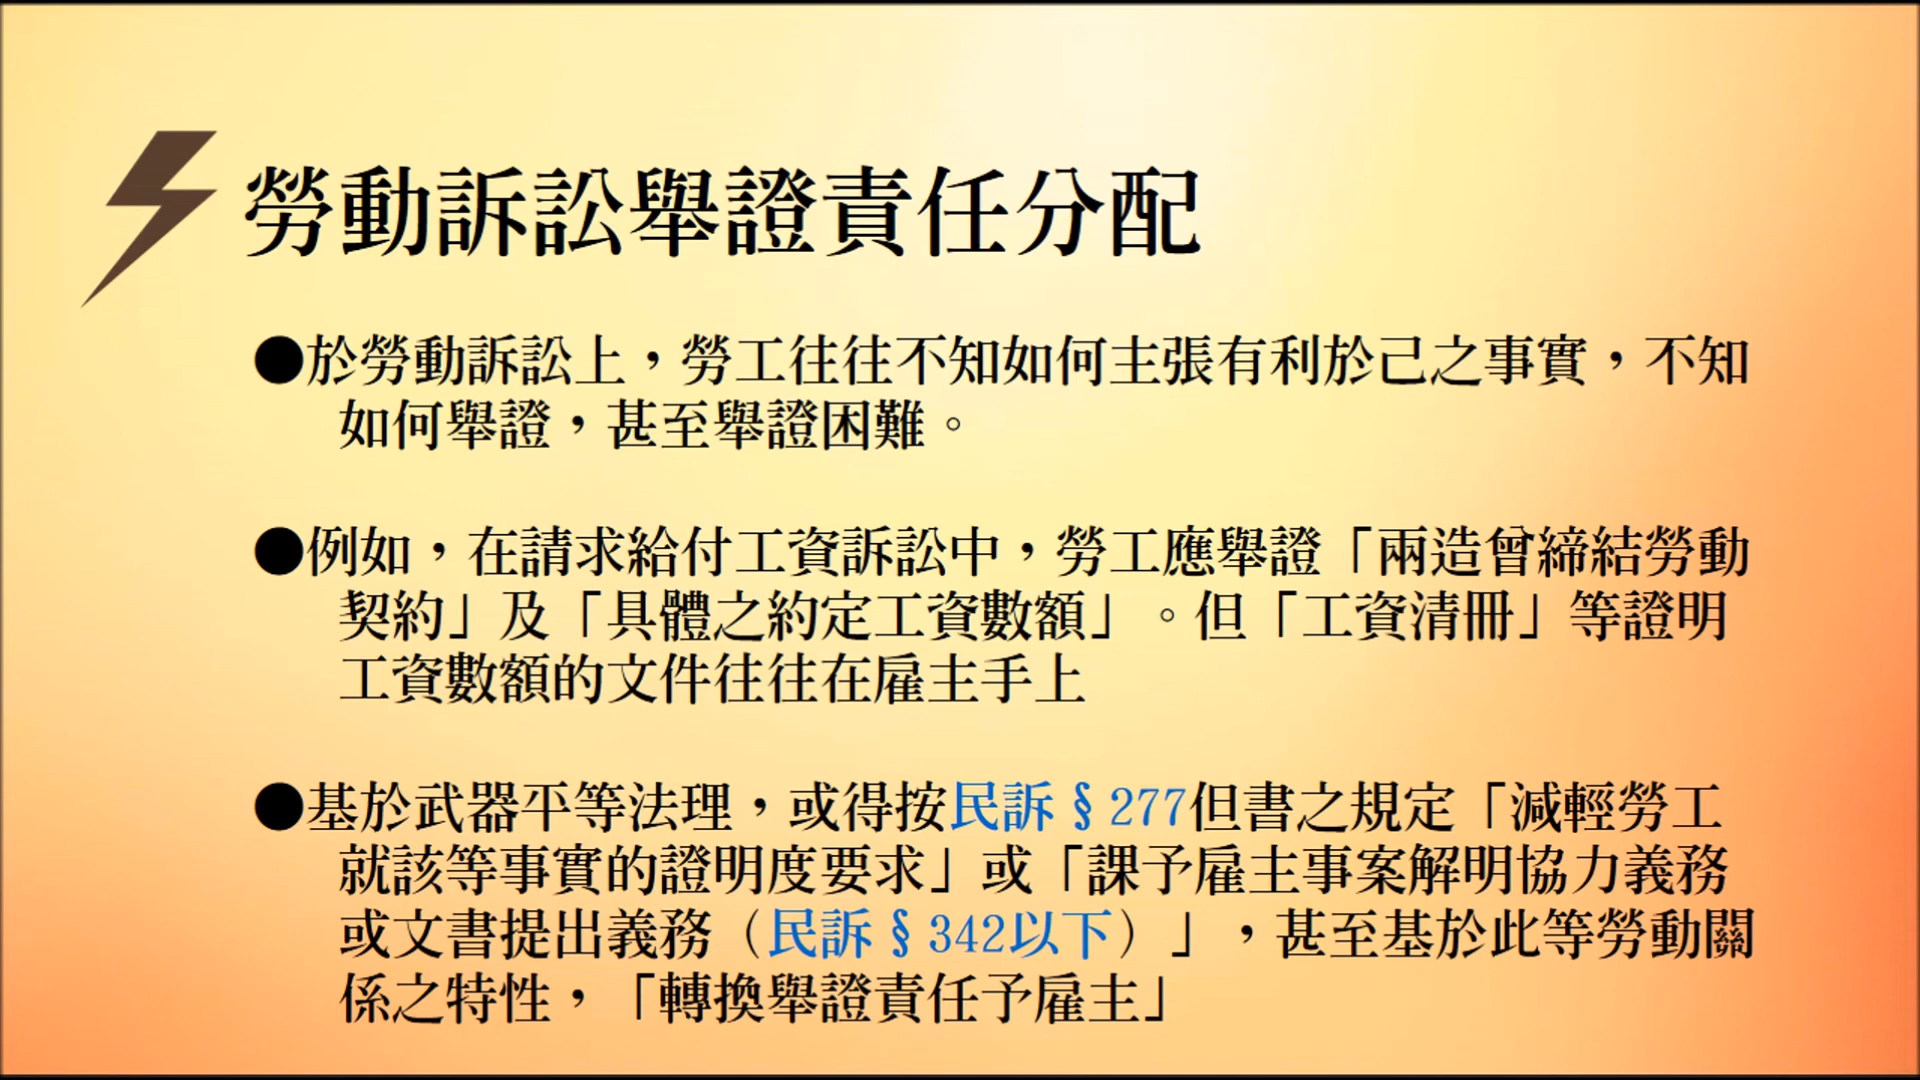 勞動訴訟舉證責任分配
●於勞動訴訟上，勞工往往不知如何主張有利於己之事實，不知
如何舉證，甚至舉證困難。
●例如，在請求給付工資訴訟中，勞工應舉證「兩造曾締結勞動
契約」及「具體之約定工資數額」。但「工資清冊」等證明
工資數額的文件往往在雇主手上
●基於武器平等法理，或得按民訴§277但書之規定「減輕勞工
就該等事實的證明度要求」或「課予雇主事案解明協力義務
或文書提出義務（民訴§342以下）」，甚至基於此等勞動關
係之特性，「轉換舉證責任予雇主」